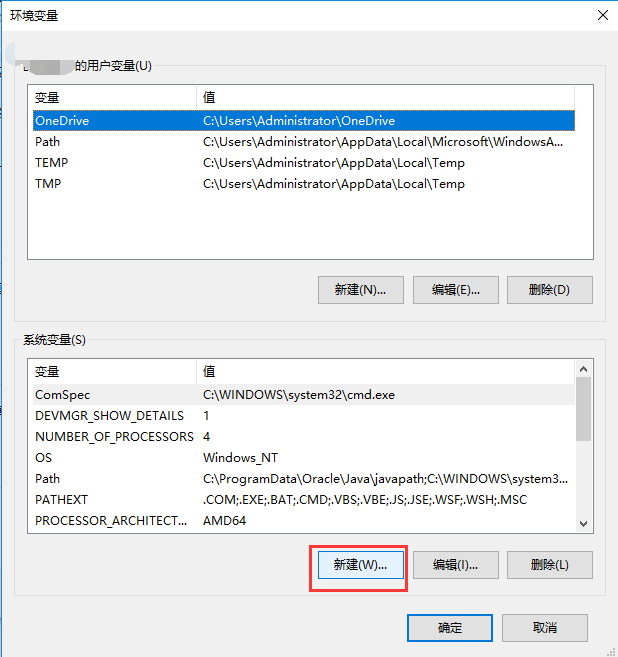 环境变量
的用户变量(U)
变量 值
OneDrive C:\Users\Administrator\OneDrive
Path C:\Users\Administrator\AppData\Local\Microsoft\WindowsA...
TEMP C:\Users\Administrator\AppData\Local\Temp
TMP C:\Users\Administrator\AppData\Local\Temp
新建(N)... 编辑(E)... 删除(D)
系统变量(S)
变量 值
ComSpec C:\WINDOWS\system32\cmd.exe
DEVMGR_SHOW_DETAILS 1
NUMBER_OF_PROCESSORS 4
OS Windows_NT
Path C:\ProgramData\Oracle\Java\javapath;C:\WINDOWS\system3...
PATHEXT .COM;.EXE;.BAT;.CMD;.VBS;.VBE;.JS;.JSE;.WSF;.WSH;.MSC
PROCESSOR_ARCHITECT... AMD64
新建(W)... 编辑(I)... 删除(L)
确定 取消